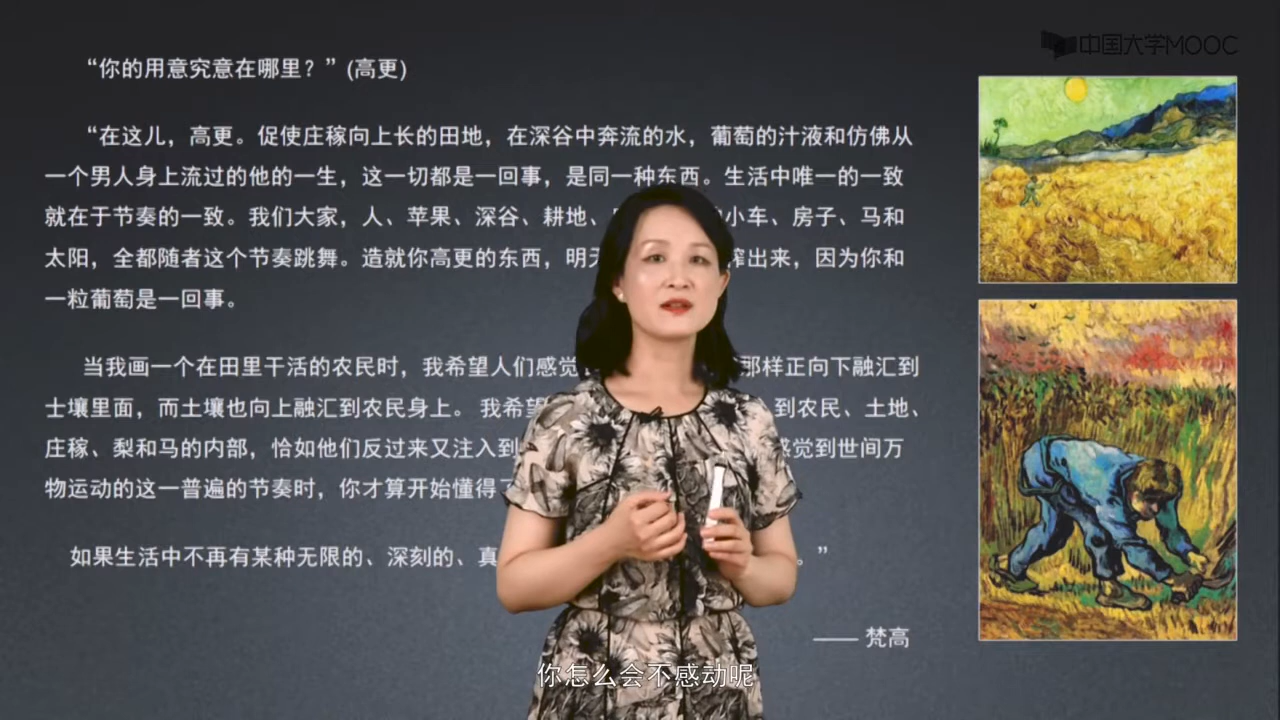 中国大学MOOC
“你的用意究意在哪里？”(高更)
“在这儿，高更。促使庄稼向上长的田地，在深谷中奔流的水，葡萄的汁液和仿佛从
一个男人身上流过的他的一生，这一切都是一回事，是同一种东西。生活中唯一的一致
就在于节奏的一致。我们大家，人、苹果、深谷、耕地、 小车、房子、马和
太阳，全都随者这个节奏跳舞。造就你高更的东西，明天 出来，因为你和
一粒葡萄是一回事。
当我画一个在田里干活的农民时，我希望人们感觉 那样正向下融汇到
士壤里面，而土壤也向上融汇到农民身上。 我希望 到农民、土地、
庄稼、梨和马的内部，恰如他们反过来又注入到 感觉到世间万
物运动的这一普遍的节奏时，你才算开始懂得了
如果生活中不再有某种无限的、深刻的、真 。”
—— 梵高
你怎么会不感动呢